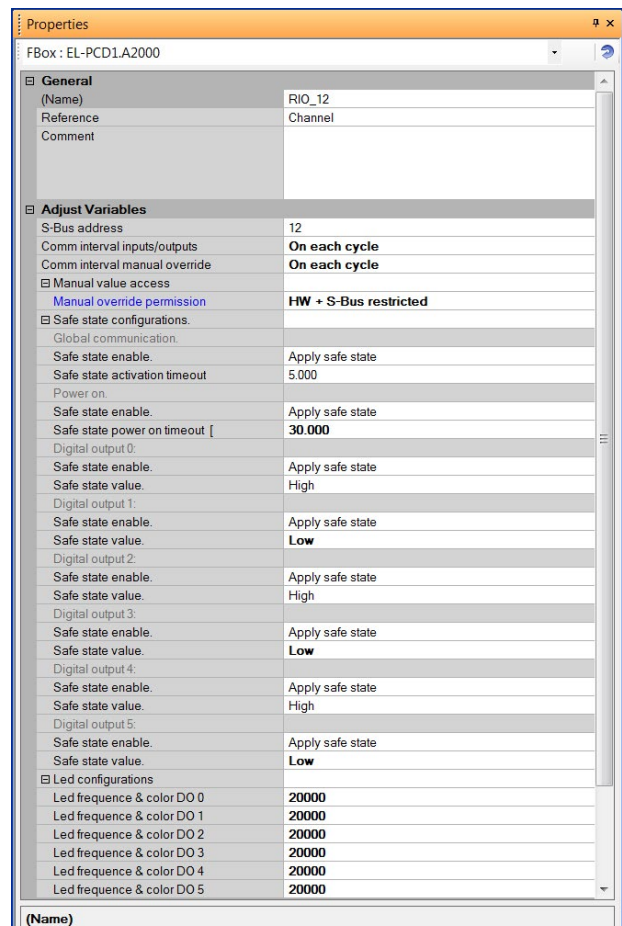 Properties
FBox : EL-PCD1.A2000
General
(Name) RIO_12
Reference Channel
Comment
Adjust Variables
S-Bus address 12
Comm interval inputs/outputs On each cycle
Comm interval manual override On each cycle
Manual value access
Manual override permission HW + S-Bus restricted
Safe state configurations.
Global communication.
Safe state enable. Apply safe state
Safe state activation timeout 5.000
Power on.
Safe state enable. Apply safe state
Safe state power on timeout [ 30.000
Digital output 0:
Safe state enable. Apply safe state
Safe state value. High
Digital output 1:
Safe state enable. Apply safe state
Safe state value. Low
Digital output 2:
Safe state enable. Apply safe state
Safe state value. High
Digital output 3:
Safe state enable. Apply safe state
Safe state value. Low
Digital output 4:
Safe state enable. Apply safe state
Safe state value. High
Digital output 5:
Safe state enable. Apply safe state
Safe state value. Low
Led configurations
Led frequence & color DO 0 20000
Led frequence & color DO 1 20000
Led frequence & color DO 2 20000
Led frequence & color DO 3 20000
Led frequence & color DO 4 20000
Led frequence & color DO 5 20000
(Name)